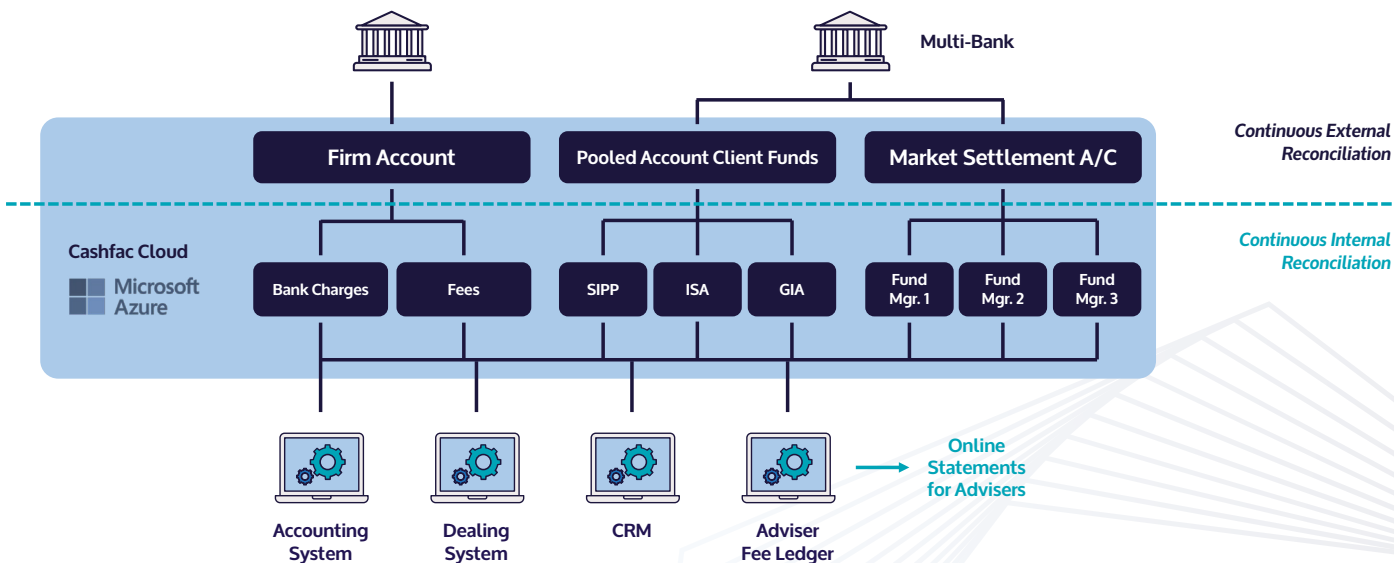 Multi-Bank
Continuous External
Reconciliation
Firm Account
Pooled Account Client Funds
Market Settlement A/C
Continuous Internal
Reconciliation
Cashfac Cloud
Microsoft
Azure
Bank Charges
Fees
SIPP
ISA
GIA
Fund
Mgr. 1
Fund
Mgr. 2
Fund
Mgr. 3
Accounting
System
Dealing
System
CRM
Adviser
Fee Ledger
Online
Statements
for Advisers